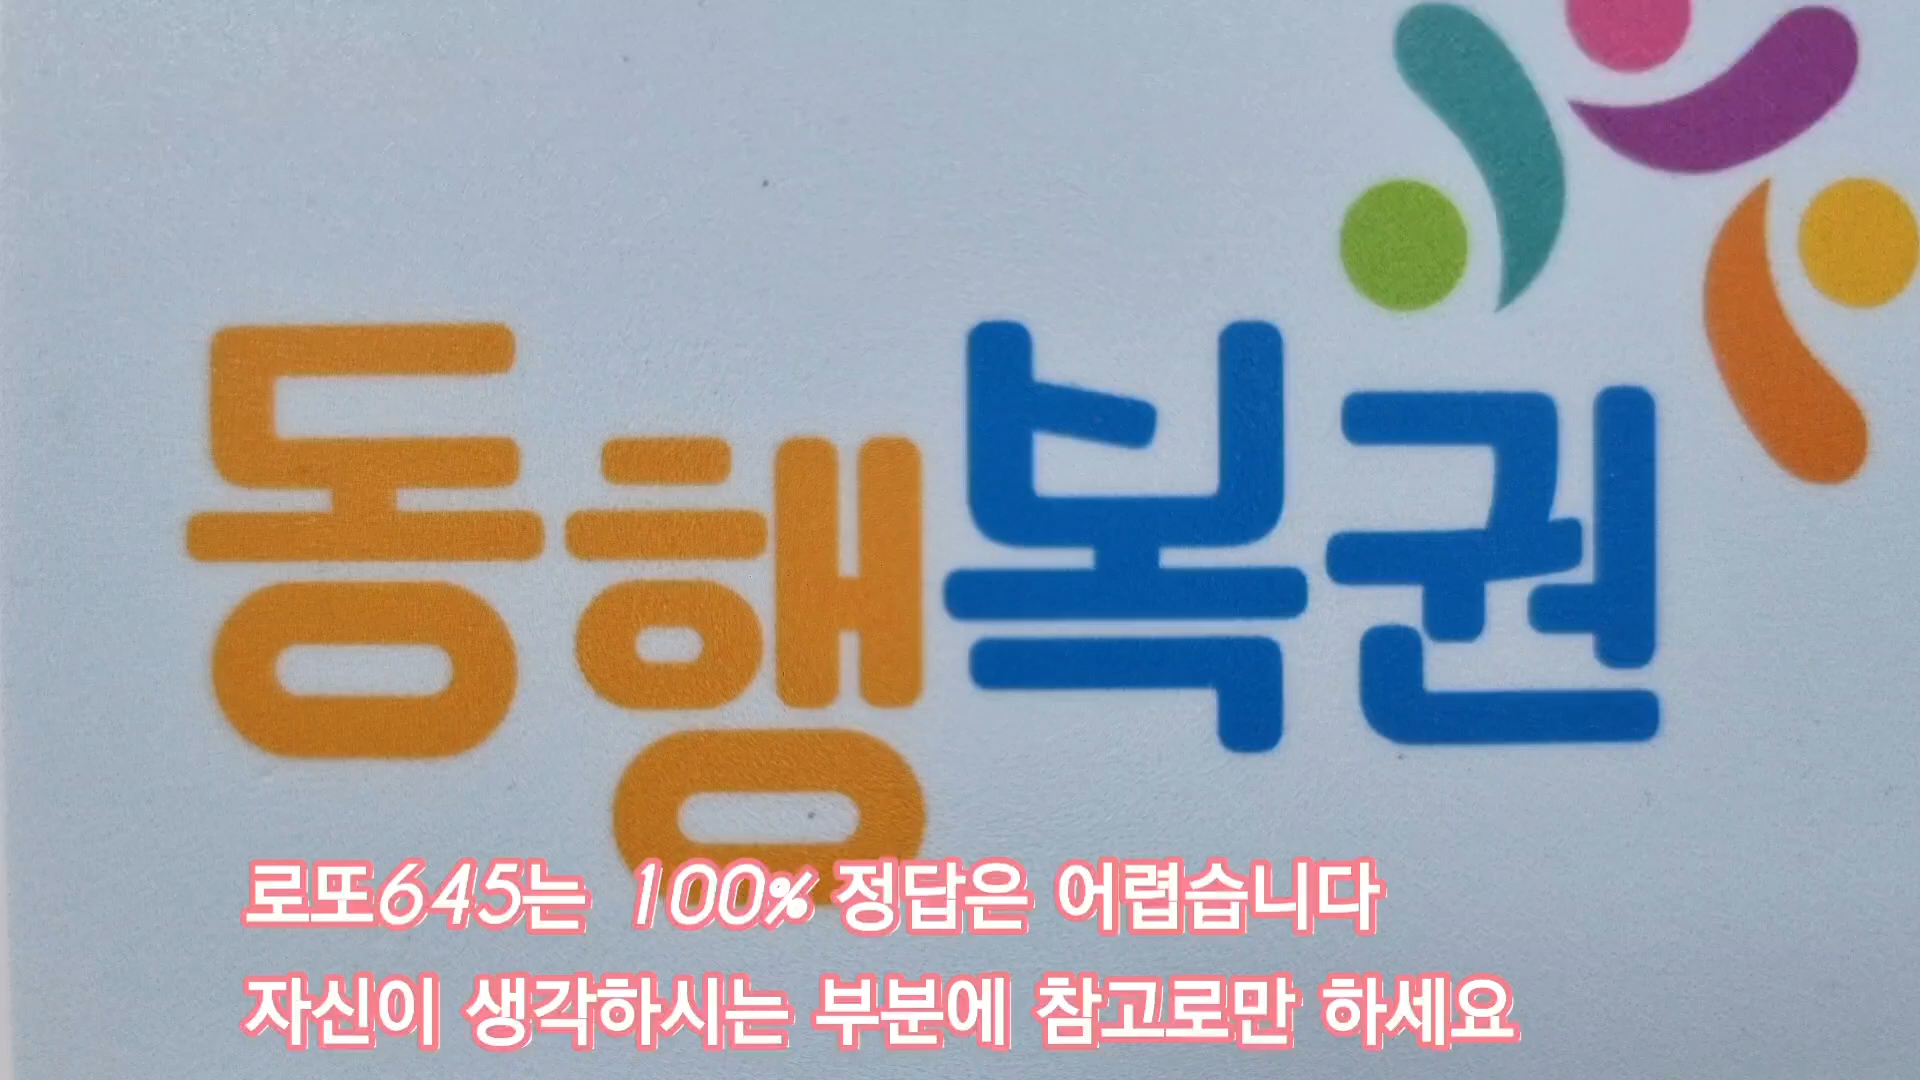 동행복권
로또645는 100% 정답은 어렵습니다
자신이 생각하시는 부분에 참고로만 하세요